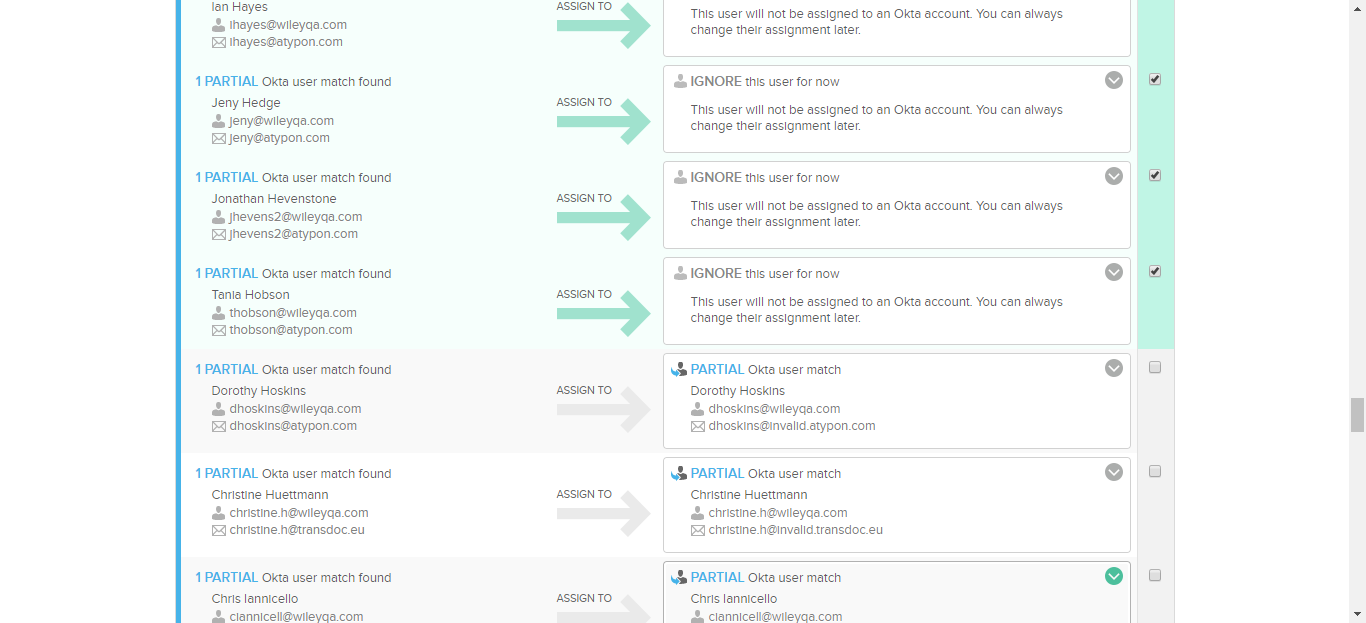 Ian Hayes
ihayes@wileyqa.com
ihayes@atypon.com
ASSIGN TO
This user will not be assigned to an Okta account. You can always
change their assignment later.
1 PARTIAL Okta user match found
Jeny Hedge
jeny@wileyqa.com
jeny@atypon.com
ASSIGN TO
IGNORE this user for now
This user will not be assigned to an Okta account. You can always
change their assignment later.
1 PARTIAL Okta user match found
Jonathan Hevenstone
jhevens2@wileyqa.com
jhevens2@atypon.com
ASSIGN TO
IGNORE this user for now
This user will not be assigned to an Okta account. You can always
change their assignment later.
1 PARTIAL Okta user match found
Tania Hobson
thobson@wileyqa.com
thobson@atypon.com
ASSIGN TO
IGNORE this user for now
This user will not be assigned to an Okta account. You can always
change their assignment later.
1 PARTIAL Okta user match found
Dorothy Hoskins
dhoskins@wileyqa.com
dhoskins@atypon.com
ASSIGN TO
PARTIAL Okta user match
Dorothy Hoskins
dhoskins@wileyqa.com
dhoskins@invalid.atypon.com
1 PARTIAL Okta user match found
Christine Huettmann
christine.h@wileyqa.com
christine.h@transdoc.eu
ASSIGN TO
PARTIAL Okta user match
Christine Huettmann
christine.h@wileyqa.com
christine.h@invalid.transdoc.eu
1 PARTIAL Okta user match found
Chris Iannicello
ciannicell@wileyqa.com
ASSIGN TO
PARTIAL Okta user match
Chris Iannicello
ciannicell@wileyqa.com